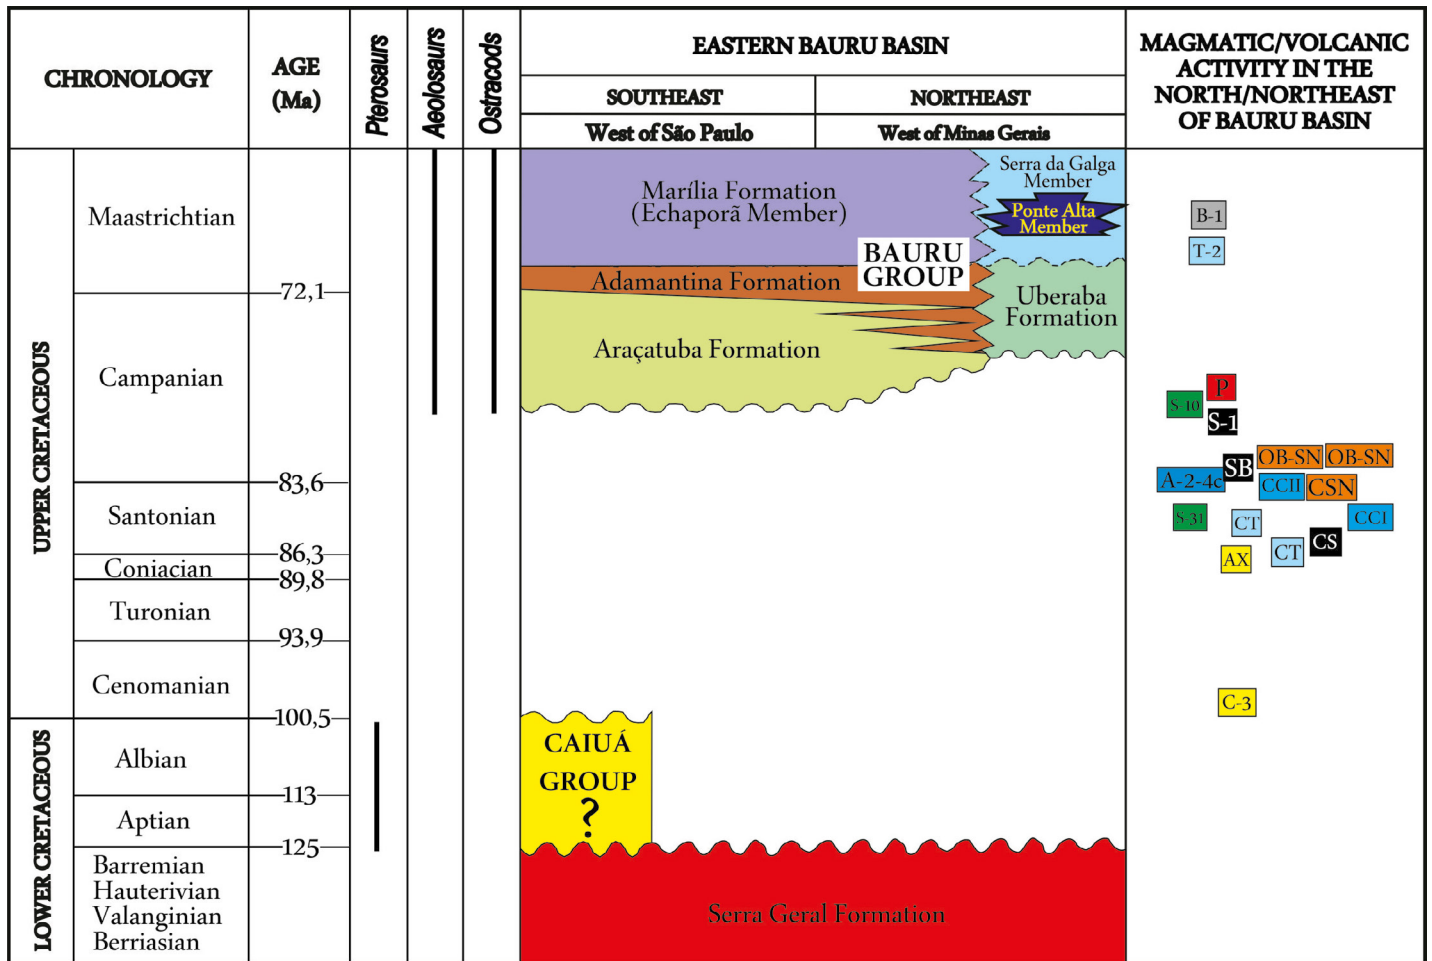 CHRONOLOGY
AGE
(Ma)
Pterosaurs
Aeolosaurs
Ostracods
EASTERN BAURU BASIN
SOUTHEAST
NORTHEAST
West of São Paulo
West of Minas Gerais
MAGMATIC/VOLCANIC
ACTIVITY IN THE
NORTH/NORTHEAST
OF BAURU BASIN
UPPER CRETACEOUS
LOWER CRETACEOUS
Maastrichtian
72,1
Campanian
83,6
Santonian
86,3
Coniacian
89,8
Turonian
93,9
Cenomanian
100,5
Albian
113
Aptian
125
Barremian
Hauterivian
Valanginian
Berriasian
Marília Formation
(Echaporã Member)
Serra da Galga
Member
Ponte Alta
Member
BAURU
GROUP
Adamantina Formation
Uberaba
Formation
Araçatuba Formation
CAIUÁ
GROUP
?
Serra Geral Formation
B-1
T-2
P
S-10
S-1
OB-SN
OB-SN
SB
A-2-4c
CCII
CSN
S-31
CT
CCI
CS
CT
AX
C-3